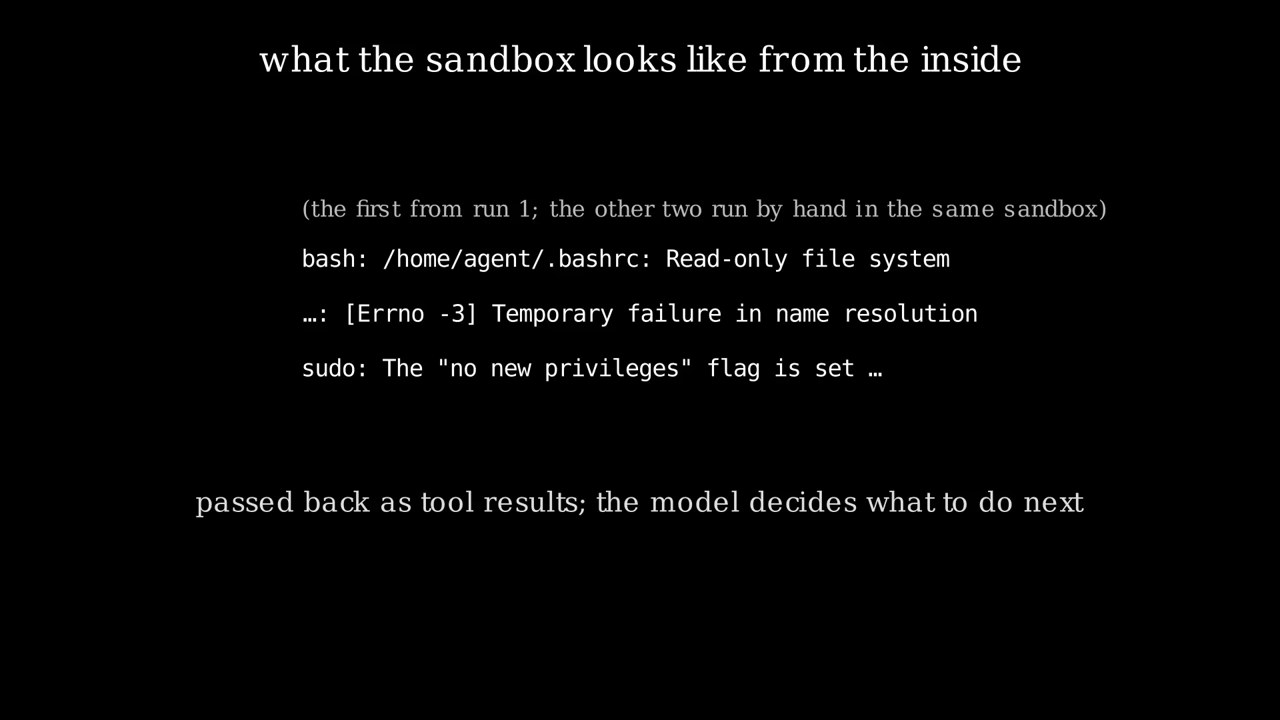 what the sandbox looks like from the inside
(the first from run 1; the other two run by hand in the same sandbox)
bash: /home/agent/.bashrc: Read-only file system
…: [Errno -3] Temporary failure in name resolution
sudo: The "no new privileges" flag is set …
passed back as tool results; the model decides what to do next